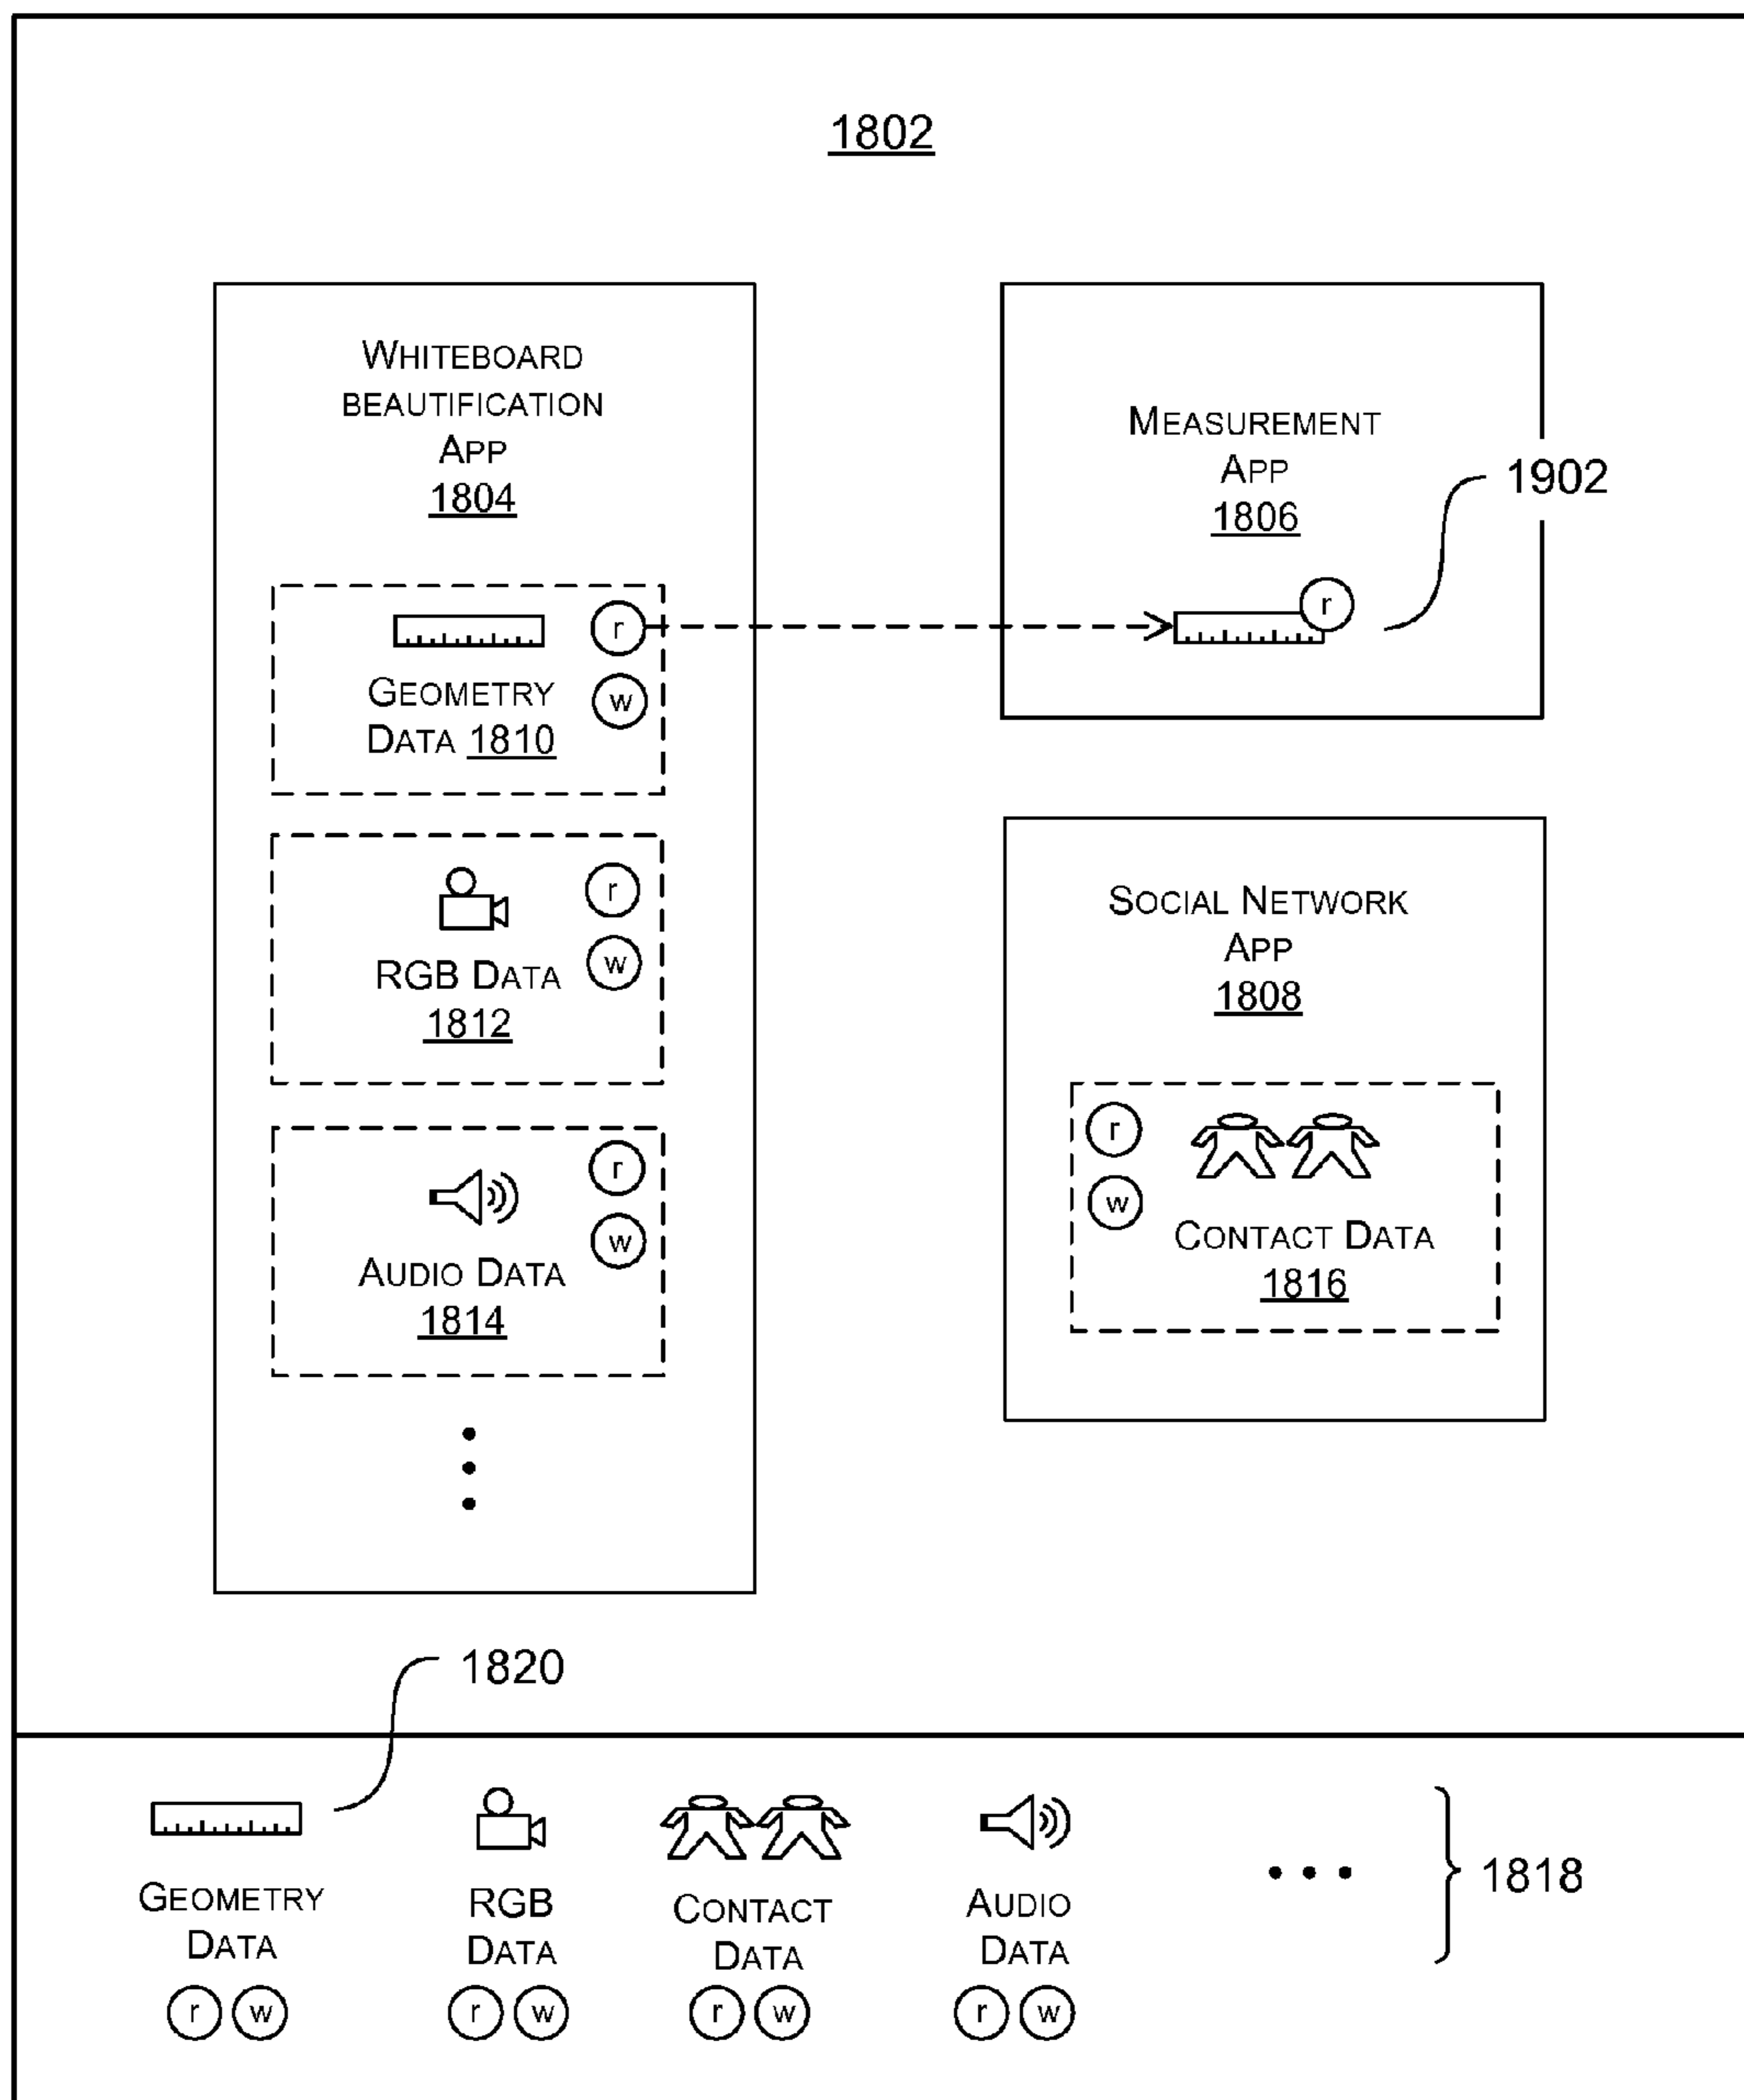 1802
WHITEBOARD
BEAUTIFICATION
APP
1804
r
GEOMETRY
w
DATA 1810
r
RGB DATA
w
1812
r
w
AUDIO DATA
1814
MEASUREMENT
APP
1806
1902
r
SOCIAL NETWORK
APP
1808
r
w
CONTACT DATA
1816
1820
GEOMETRY
DATA
r w
RGB
DATA
r w
CONTACT
DATA
r w
AUDIO
DATA
r w
1818